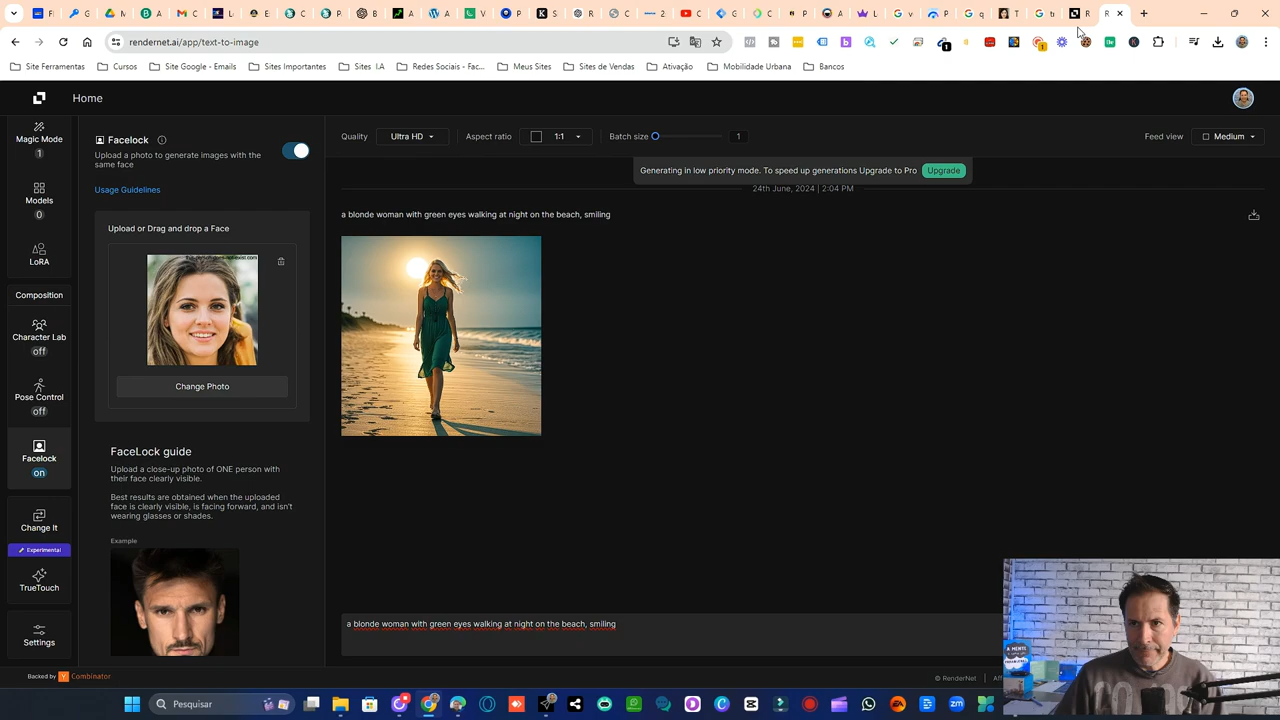 rendernet.ai/app/text-to-image
Site Ferramentas
Cursos
Site Google - Emails
Sites Importantes
Sites I.A
Redes Sociais - Fac...
Meus Sites
Sites de Vendas
Ativação
Mobilidade Urbana
Bancos
Home
Magic Mode
1
Models
0
LoRA
Composition
Character Lab
off
Pose Control
off
Facelock
on
Change It
Experimental
TrueTouch
Settings
Facelock
Upload a photo to generate images with the
same face
Usage Guidelines
Upload or Drag and drop a Face
Change Photo
FaceLock guide
Upload a close-up photo of ONE person with
their face clearly visible.
Best results are obtained when the uploaded
face is clearly visible, is facing forward, and isn't
wearing glasses or shades.
Example
Quality
Ultra HD
Aspect ratio
1:1
Batch size
1
Feed view
Medium
Generating in low priority mode. To speed up generations Upgrade to Pro
Upgrade
24th June, 2024 | 2:04 PM
a blonde woman with green eyes walking at night on the beach, smiling
a blonde woman with green eyes walking at night on the beach, smiling
A MENTE
Backed by
Combinator
© RenderNet
Pesquisar